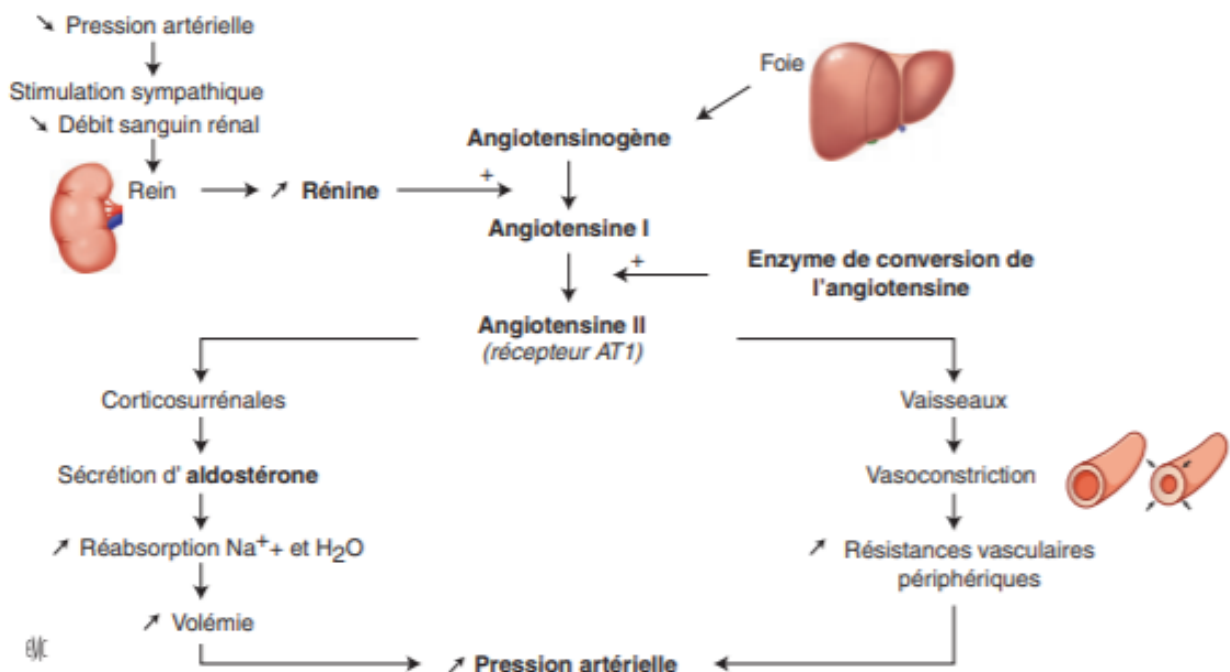 ↘ Pression artérielle
Stimulation sympathique
↘ Débit sanguin rénal
Rein
↗ Rénine
+
Foie
Angiotensinogène
Angiotensine I
+
Enzyme de conversion de
l'angiotensine
Angiotensine II
(récepteur AT1)
Corticosurrénales
Sécrétion d' aldostérone
↗ Réabsorption Na⁺+ et H₂O
↗ Volémie
Vaisseaux
Vasoconstriction
↗ Résistances vasculaires
périphériques
↗ Pression artérielle
EMC